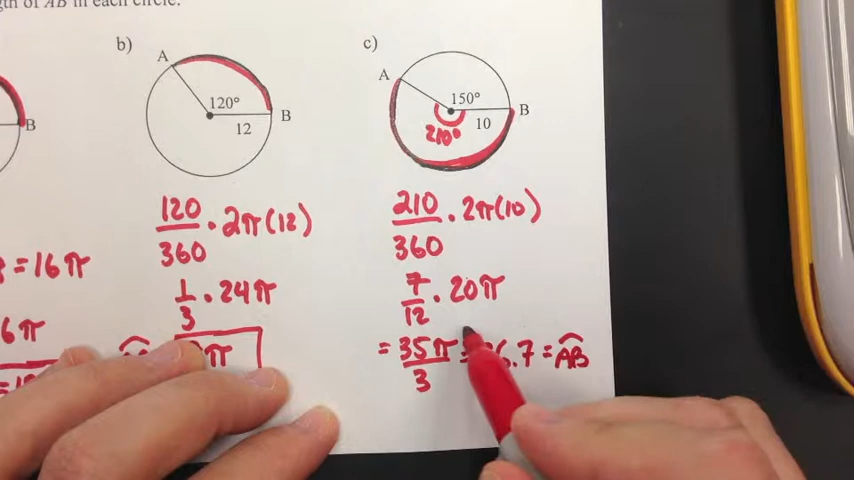 of AB in each circle.
b)
A
120°
B
12
120/360 · 2π(12)
1/3 · 24π
π
c)
A
150°
B
210°
10
210/360 · 2π(10)
7/12 · 20π
= 35π/3 = 6.7 = AB
B
= 16π
6π